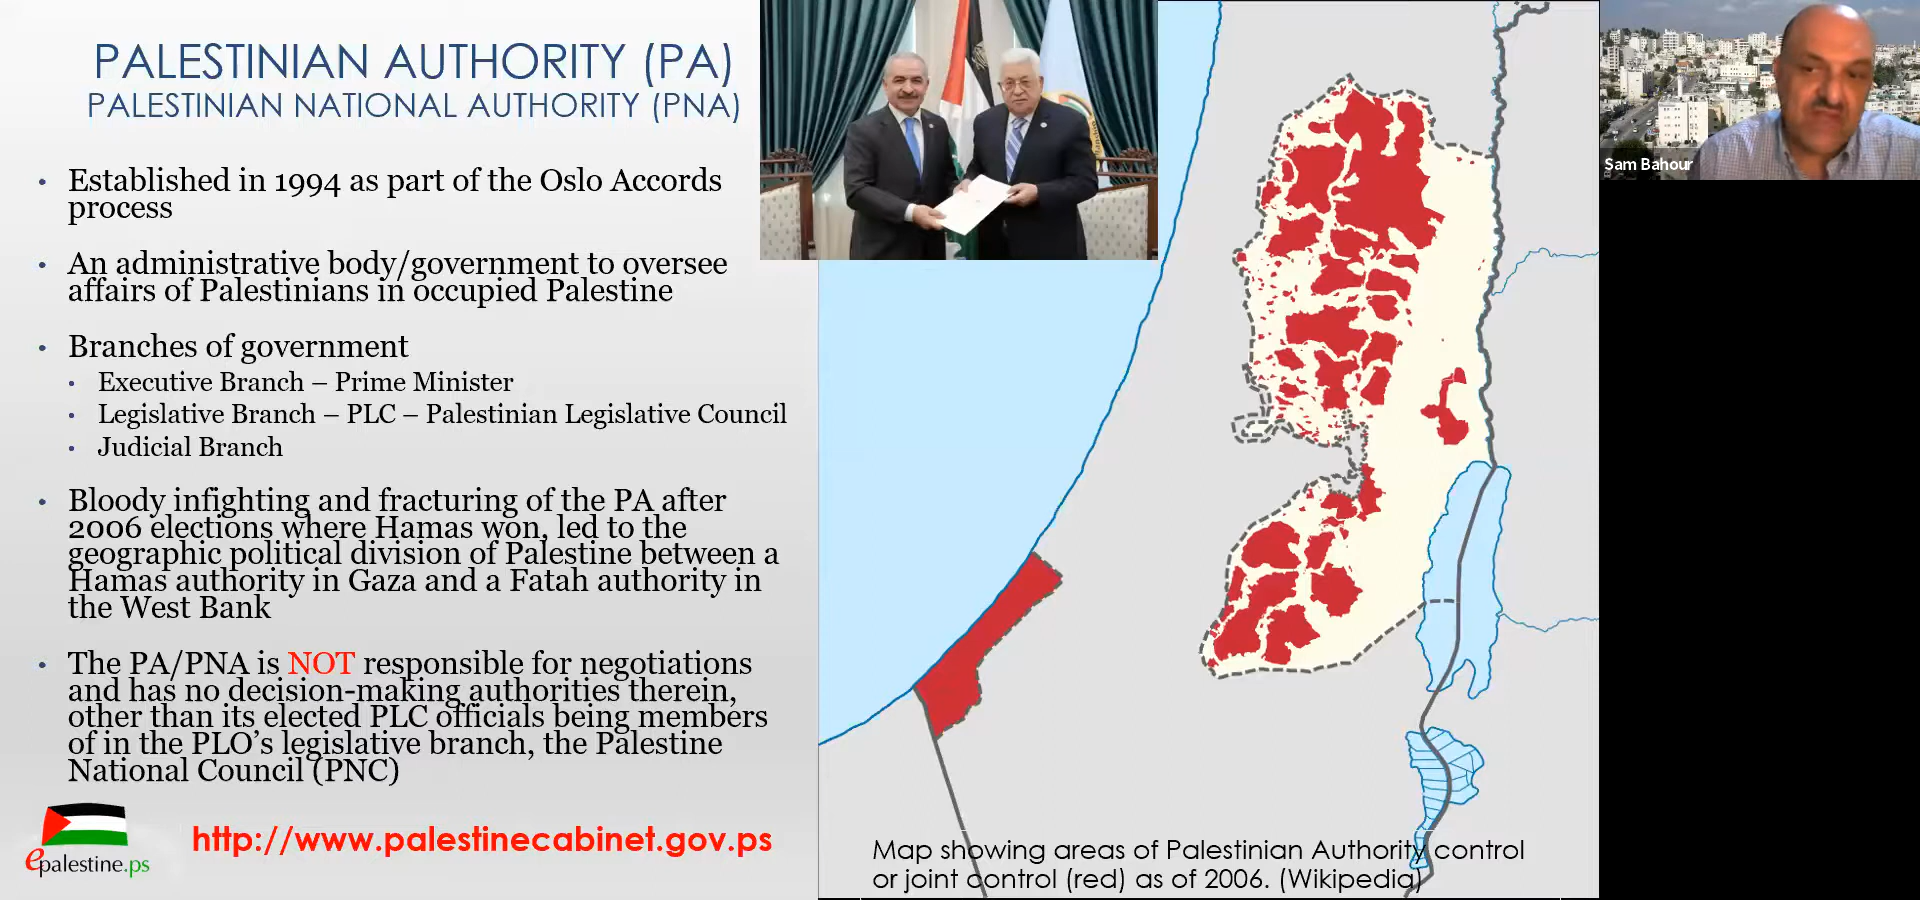 PALESTINIAN AUTHORITY (PA)
PALESTINIAN NATIONAL AUTHORITY (PNA)
• Established in 1994 as part of the Oslo Accords
process
• An administrative body/government to oversee
affairs of Palestinians in occupied Palestine
• Branches of government
• Executive Branch – Prime Minister
• Legislative Branch – PLC – Palestinian Legislative Council
• Judicial Branch
• Bloody infighting and fracturing of the PA after
2006 elections where Hamas won, led to the
geographic political division of Palestine between a
Hamas authority in Gaza and a Fatah authority in
the West Bank
• The PA/PNA is NOT responsible for negotiations
and has no decision-making authorities therein,
other than its elected PLC officials being members
of in the PLO's legislative branch, the Palestine
National Council (PNC)
epalestine.ps
http://www.palestinecabinet.gov.ps
Map showing areas of Palestinian Authority control
or joint control (red) as of 2006. (Wikipedia)
Sam Bahour